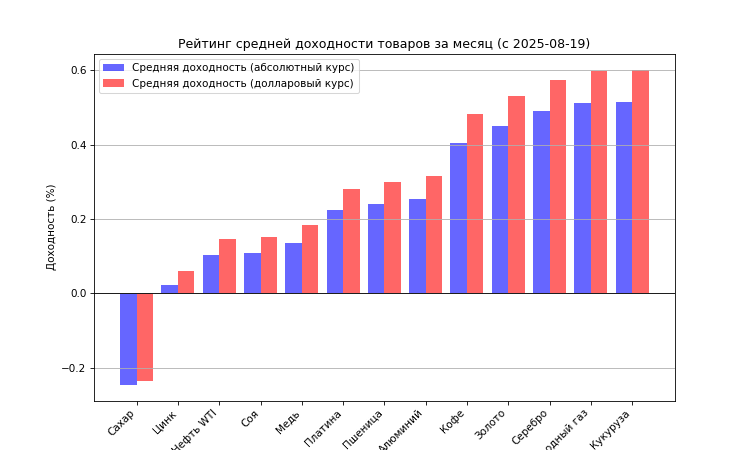 Рейтинг средней доходности товаров за месяц (с 2025-08-19)
Средняя доходность (абсолютный курс)
Средняя доходность (долларовый курс)
Доходность (%)
0.6
0.4
0.2
0.0
−0.2
Сахар
Цинк
Нефть WTI
Соя
Медь
Платина
Пшеница
Алюминий
Кофе
Золото
Серебро
одный газ
Кукуруза